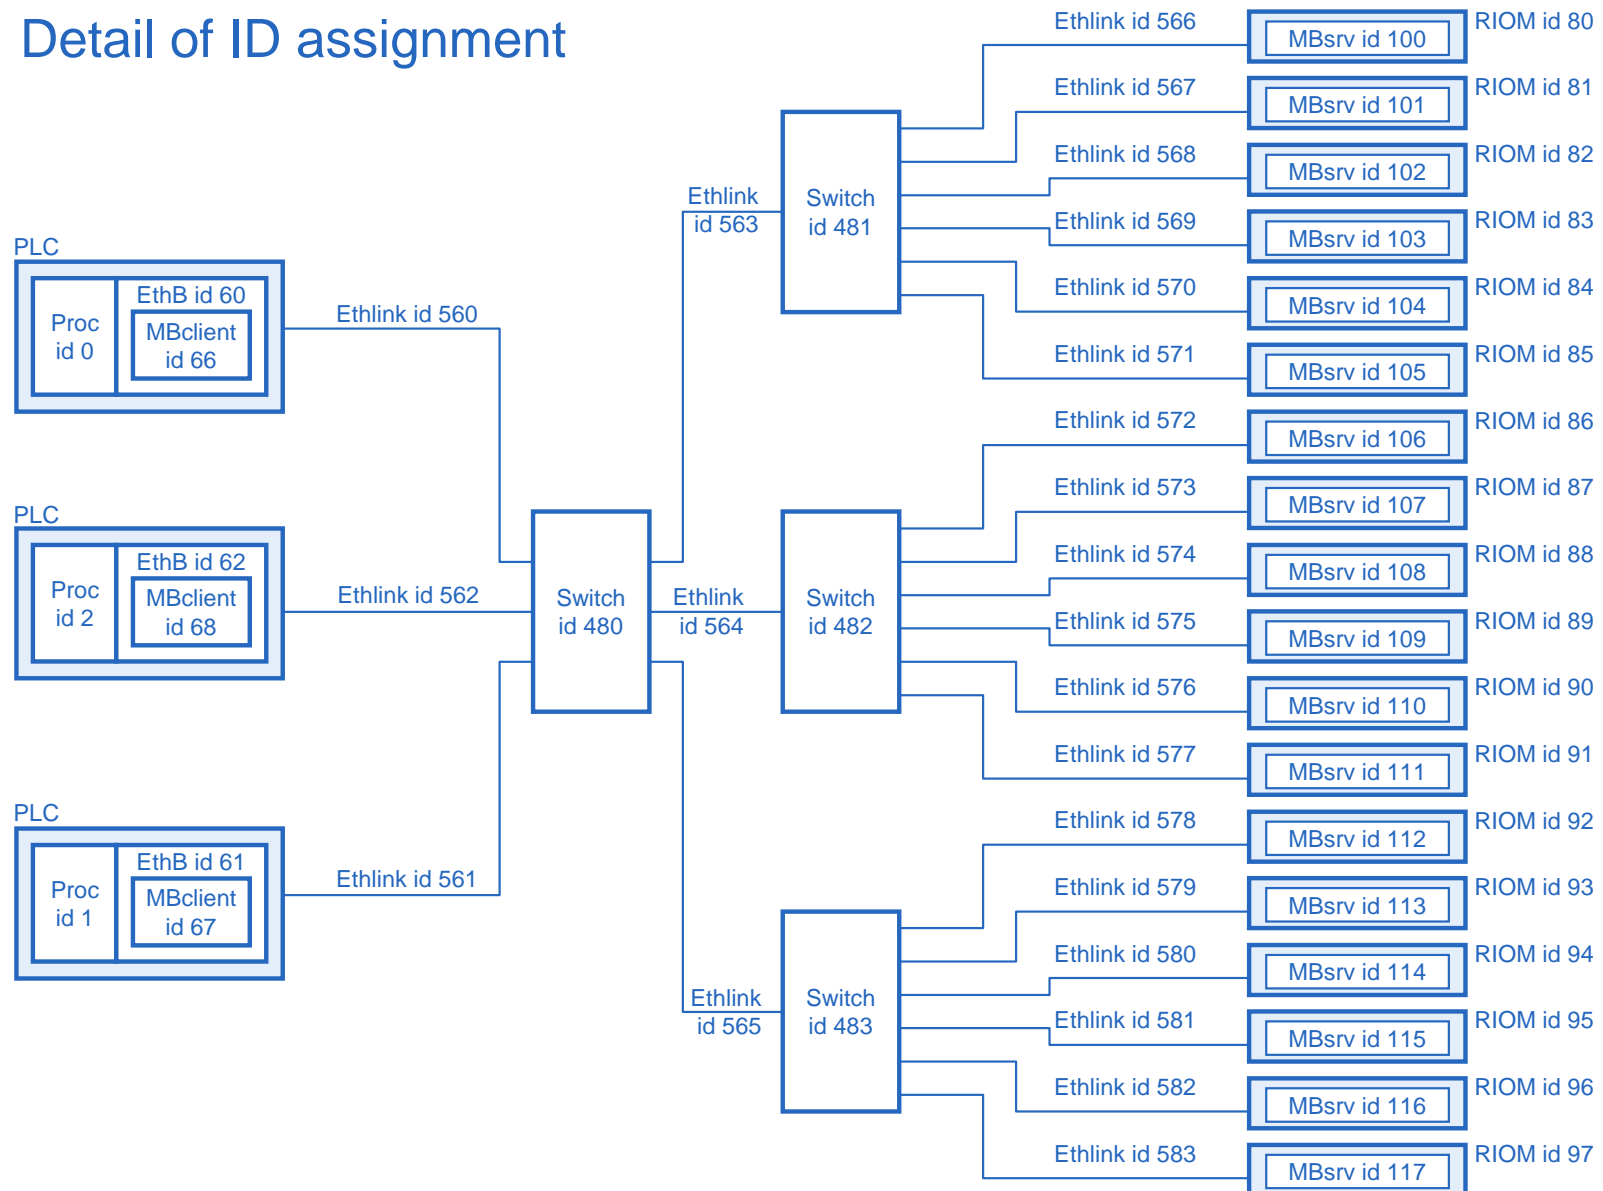 Detail of ID assignment
PLC
Proc
id 0
EthB id 60
MBclient
id 66
Ethlink id 560
PLC
Proc
id 2
EthB id 62
MBclient
id 68
Ethlink id 562
PLC
Proc
id 1
EthB id 61
MBclient
id 67
Ethlink id 561
Switch
id 480
Ethlink
id 563
Ethlink
id 564
Ethlink
id 565
Switch
id 481
Switch
id 482
Switch
id 483
Ethlink id 566
MBsrv id 100
RIOM id 80
Ethlink id 567
MBsrv id 101
RIOM id 81
Ethlink id 568
MBsrv id 102
RIOM id 82
Ethlink id 569
MBsrv id 103
RIOM id 83
Ethlink id 570
MBsrv id 104
RIOM id 84
Ethlink id 571
MBsrv id 105
RIOM id 85
Ethlink id 572
MBsrv id 106
RIOM id 86
Ethlink id 573
MBsrv id 107
RIOM id 87
Ethlink id 574
MBsrv id 108
RIOM id 88
Ethlink id 575
MBsrv id 109
RIOM id 89
Ethlink id 576
MBsrv id 110
RIOM id 90
Ethlink id 577
MBsrv id 111
RIOM id 91
Ethlink id 578
MBsrv id 112
RIOM id 92
Ethlink id 579
MBsrv id 113
RIOM id 93
Ethlink id 580
MBsrv id 114
RIOM id 94
Ethlink id 581
MBsrv id 115
RIOM id 95
Ethlink id 582
MBsrv id 116
RIOM id 96
Ethlink id 583
MBsrv id 117
RIOM id 97